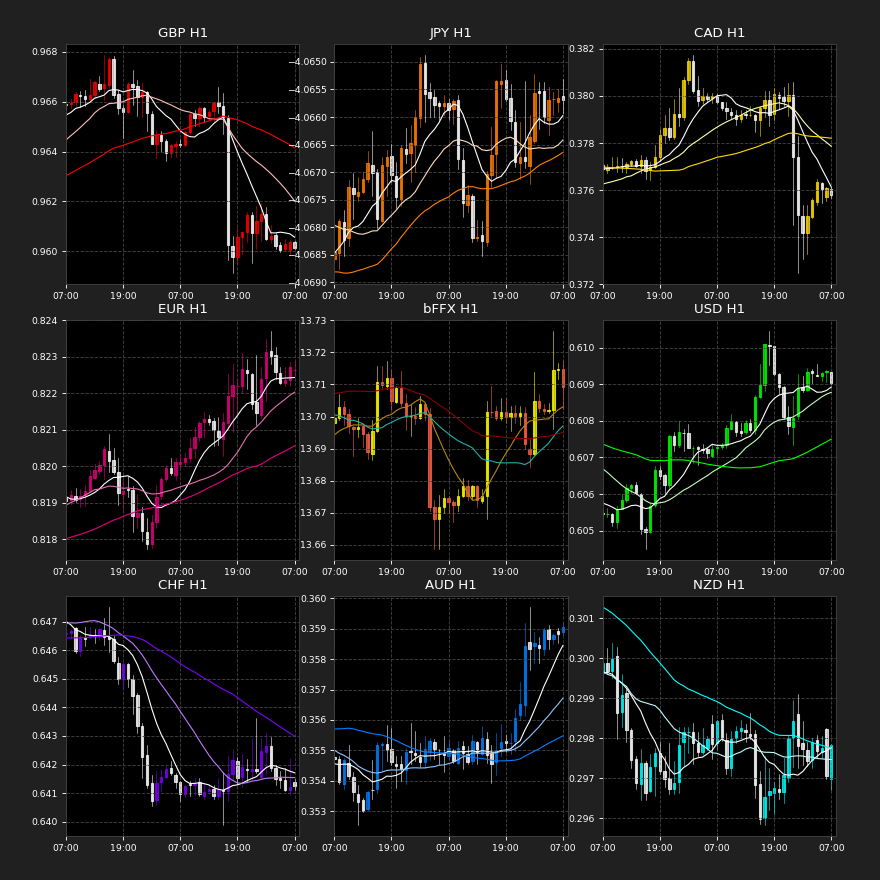 GBP H1 JPY H1 CAD H1
0.968 −4.0650 0.382
−4.0655
0.966 −4.0660 0.380
−4.0665
0.964 −4.0670 0.378
−4.0675 0.376
0.962 −4.0680
0.960 −4.0685 0.374
−4.0690 0.372
07:00 19:00 07:00 19:00 07:00 07:00 19:00 07:00 19:00 07:00 07:00 19:00 07:00 19:00 07:00
EUR H1 bFFX H1 USD H1
0.824 13.73
0.823 13.72 0.610
0.822 13.71 0.609
0.821 13.70 0.608
0.820 13.69 0.607
0.819 13.68 0.606
13.67
0.818 13.66 0.605
07:00 19:00 07:00 19:00 07:00 07:00 19:00 07:00 19:00 07:00 07:00 19:00 07:00 19:00 07:00
CHF H1 AUD H1 NZD H1
0.360
0.647 0.359 0.301
0.646 0.358 0.300
0.645 0.357
0.644 0.356 0.299
0.643 0.355 0.298
0.642 0.354 0.297
0.641 0.353
0.640 0.296
07:00 19:00 07:00 19:00 07:00 07:00 19:00 07:00 19:00 07:00 07:00 19:00 07:00 19:00 07:00